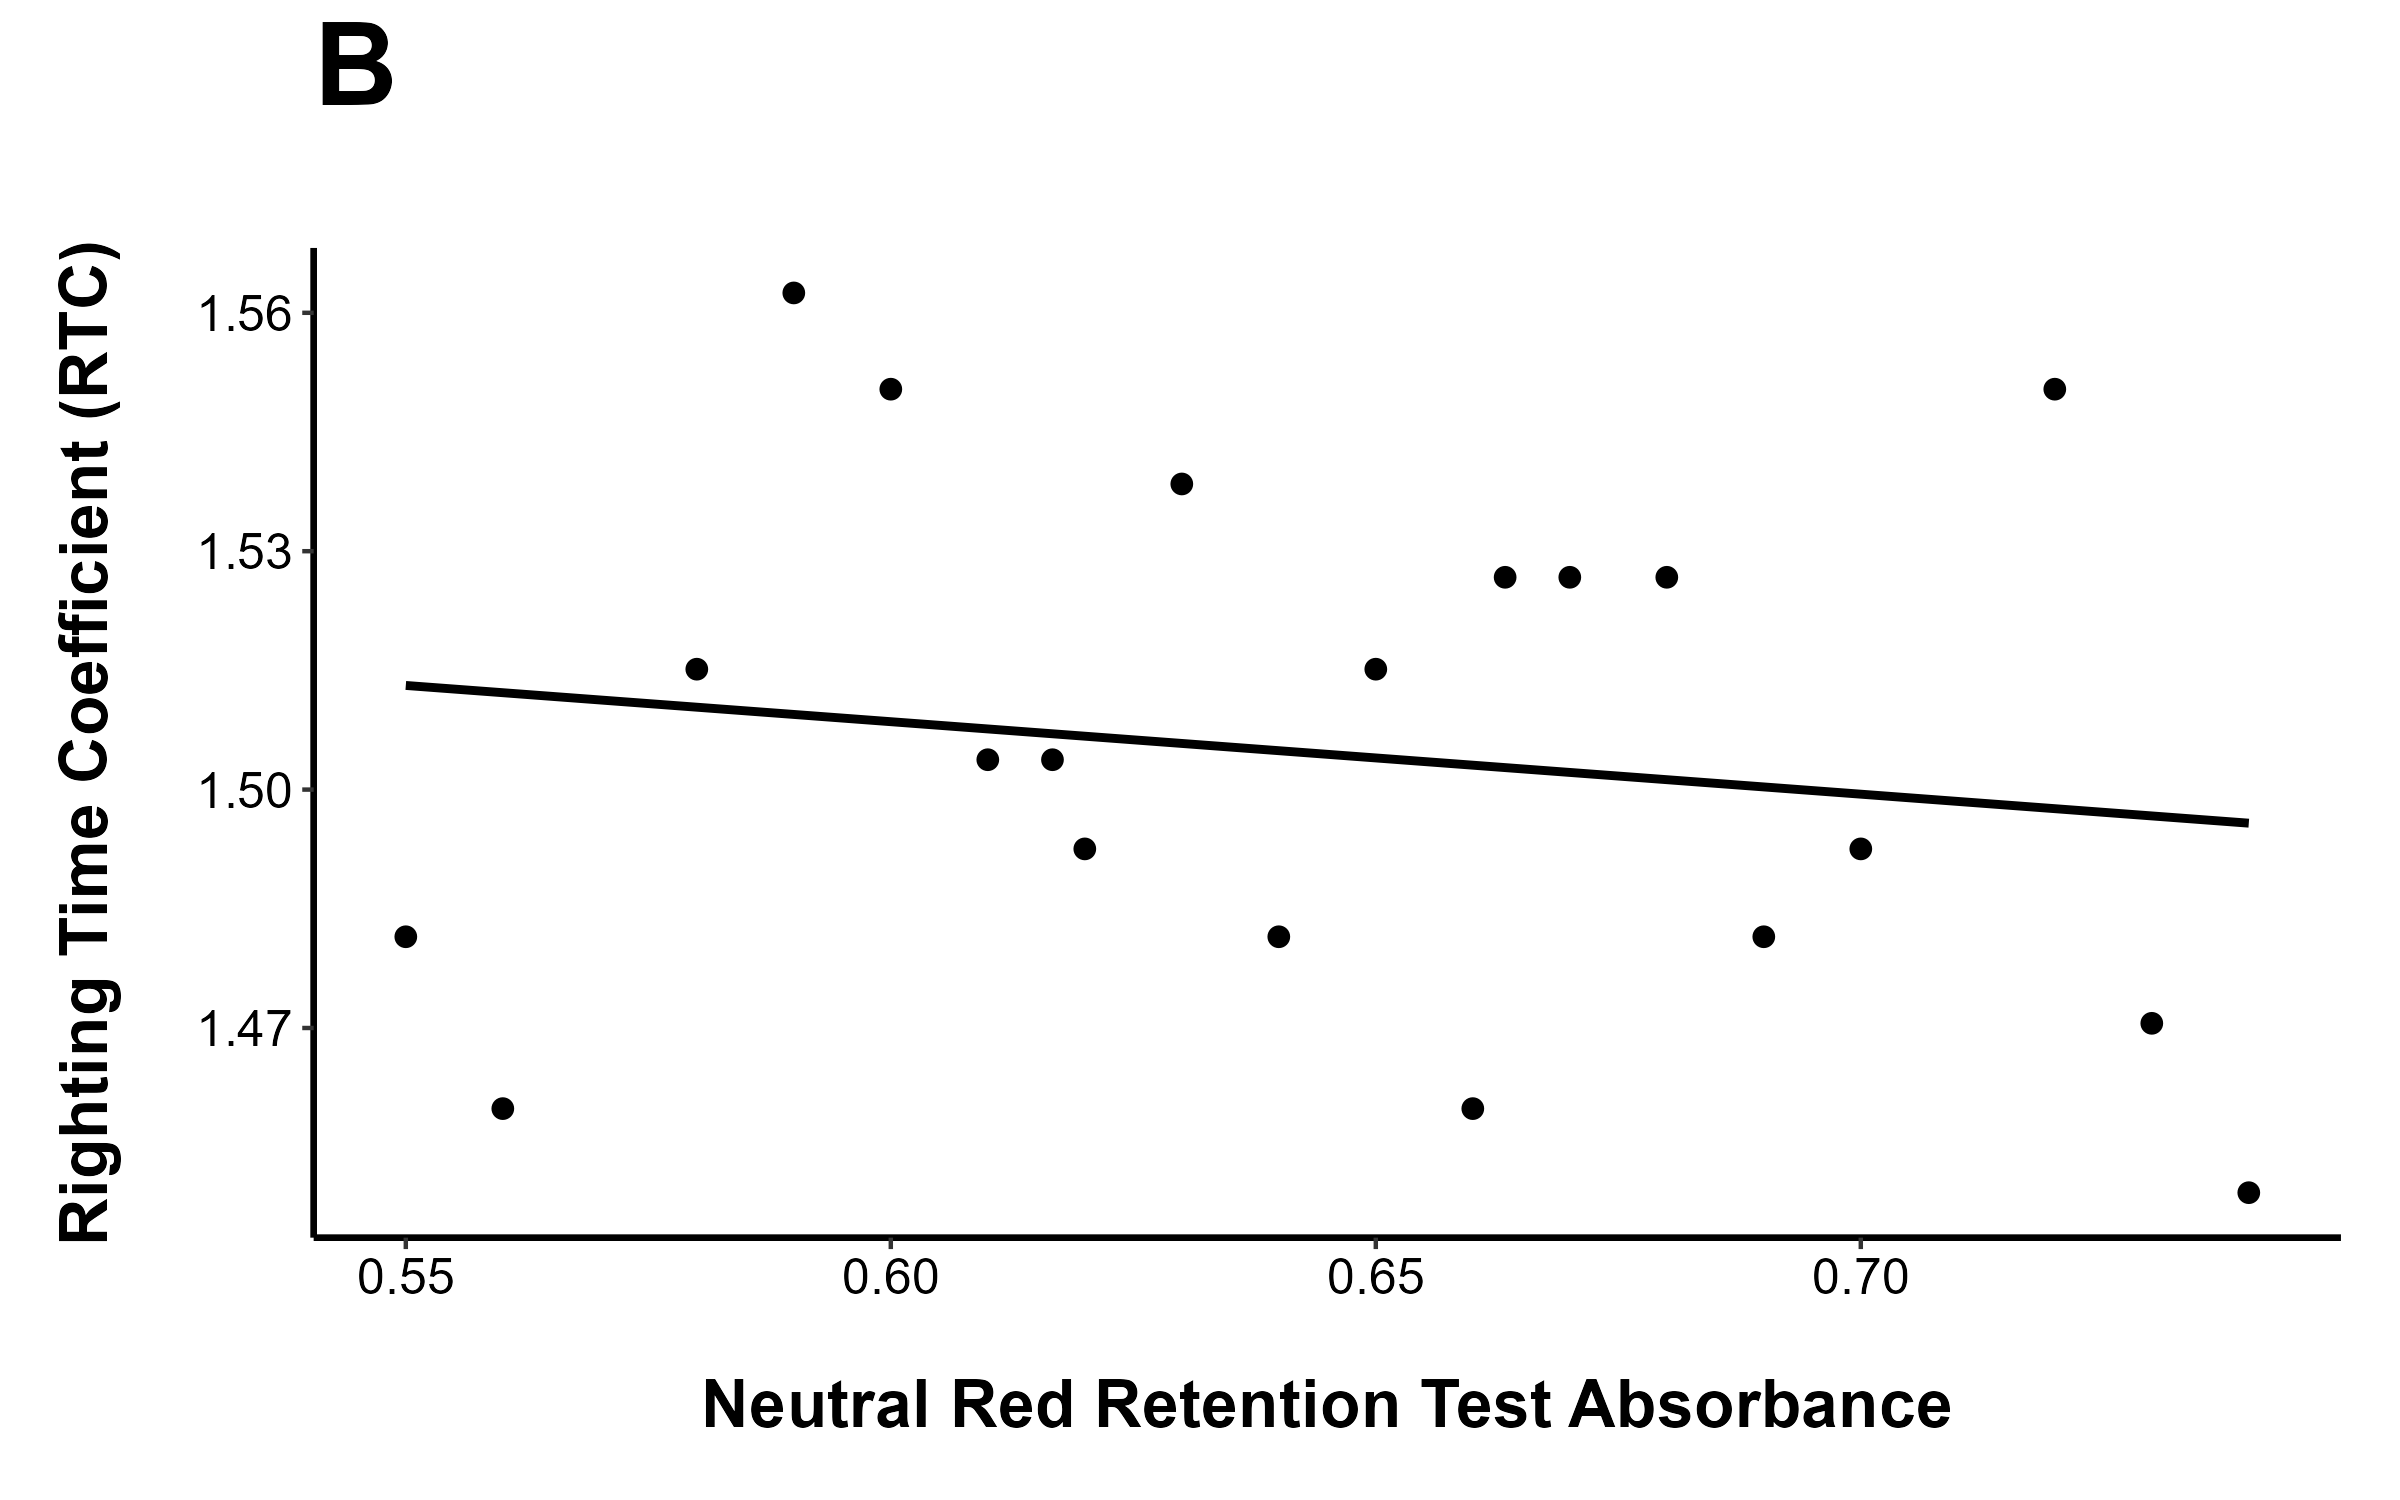 B
Righting Time Coefficient (RTC)
1.56
1.53
1.50
1.47
0.55 0.60 0.65 0.70
Neutral Red Retention Test Absorbance